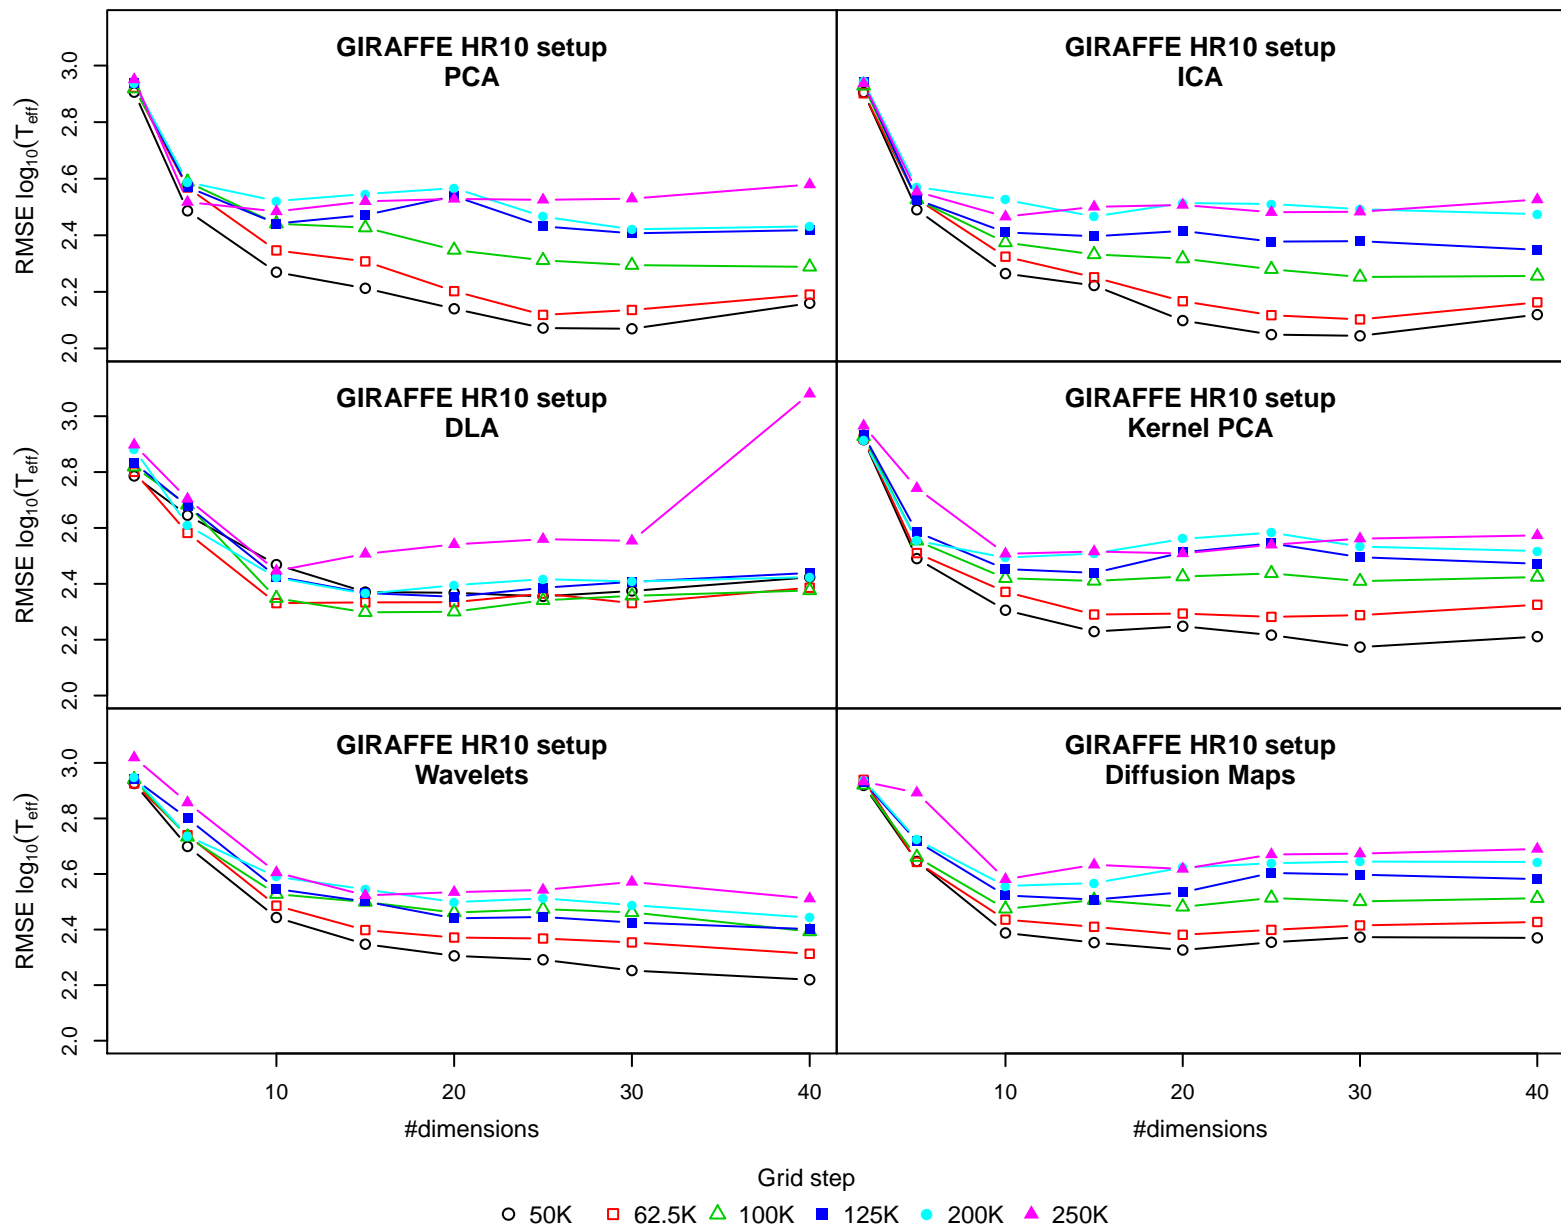 GIRAFFE HR10 setup
PCA
RMSE log10(Teff)
3.0
2.8
2.6
2.4
2.2
2.0
GIRAFFE HR10 setup
ICA
GIRAFFE HR10 setup
DLA
RMSE log10(Teff)
3.0
2.8
2.6
2.4
2.2
2.0
GIRAFFE HR10 setup
Kernel PCA
GIRAFFE HR10 setup
Wavelets
RMSE log10(Teff)
3.0
2.8
2.6
2.4
2.2
2.0
10 20 30 40
#dimensions
GIRAFFE HR10 setup
Diffusion Maps
10 20 30 40
#dimensions
Grid step
50K 62.5K 100K 125K 200K 250K